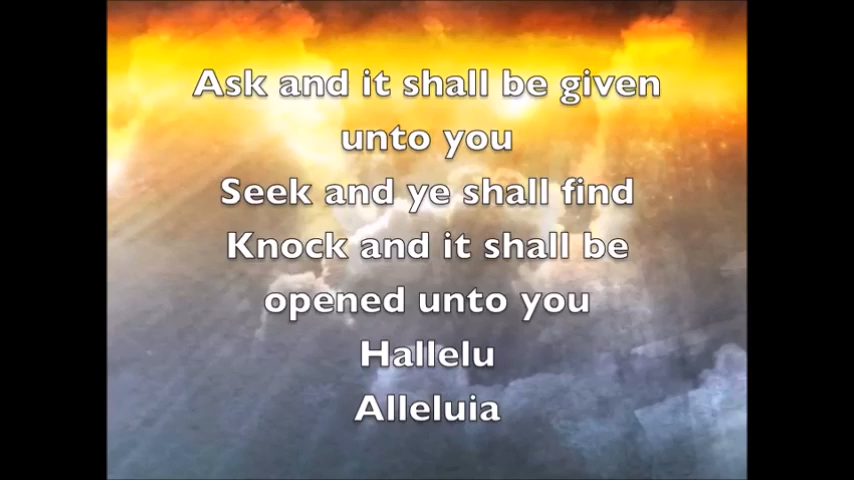 Ask and it shall be given
unto you
Seek and ye shall find
Knock and it shall be
opened unto you
Hallelu
Alleluia